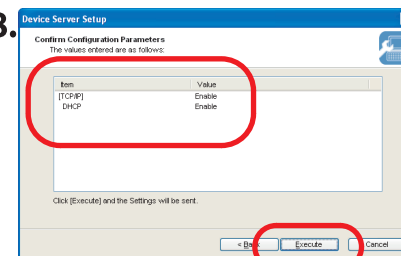 3.
Device Server Setup
Confirm Configuration Parameters
The values entered are as follows:
Item Value
[TCP/IP] Enable
DHCP Enable
Click [Execute] and the Settings will be sent.
< Back Execute Cancel